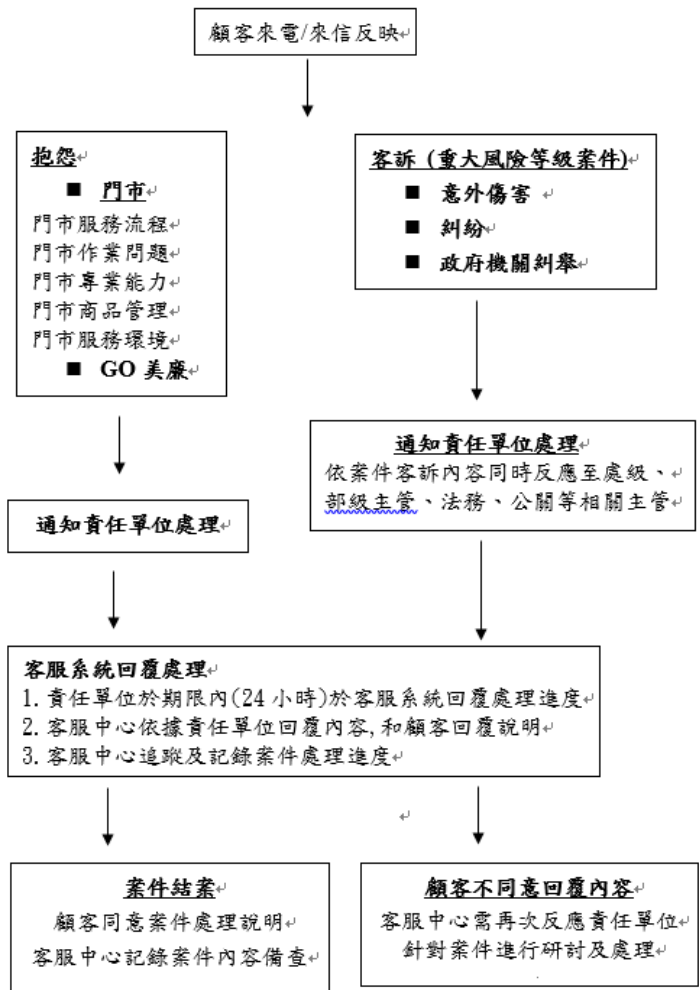 顧客來電/來信反映
抱怨
■ 門市
門市服務流程
門市作業問題
門市專業能力
門市商品管理
門市服務環境
■ GO 美廉
客訴 (重大風險等級案件)
■ 意外傷害
■ 糾紛
■ 政府機關糾舉
通知責任單位處理
依案件客訴內容同時反應至處級、
部級主管、法務、公關等相關主管
通知責任單位處理
客服系統回覆處理
1. 責任單位於期限內(24 小時)於客服系統回覆處理進度
2. 客服中心依據責任單位回覆內容, 和顧客回覆說明
3. 客服中心追蹤及記錄案件處理進度
案件結案
顧客同意案件處理說明
客服中心記錄案件內容備查
顧客不同意回覆內容
客服中心需再次反應責任單位
針對案件進行研討及處理